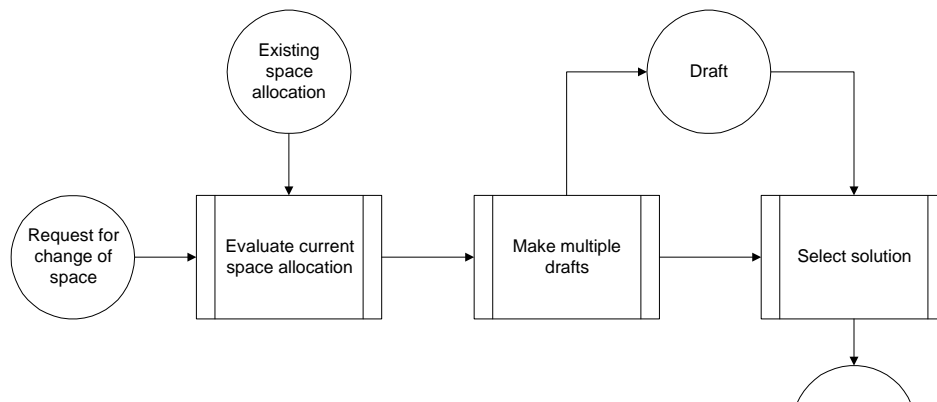 Existing
space
allocation
Draft
Request for
change of
space
Evaluate current
space allocation
Make multiple
drafts
Select solution